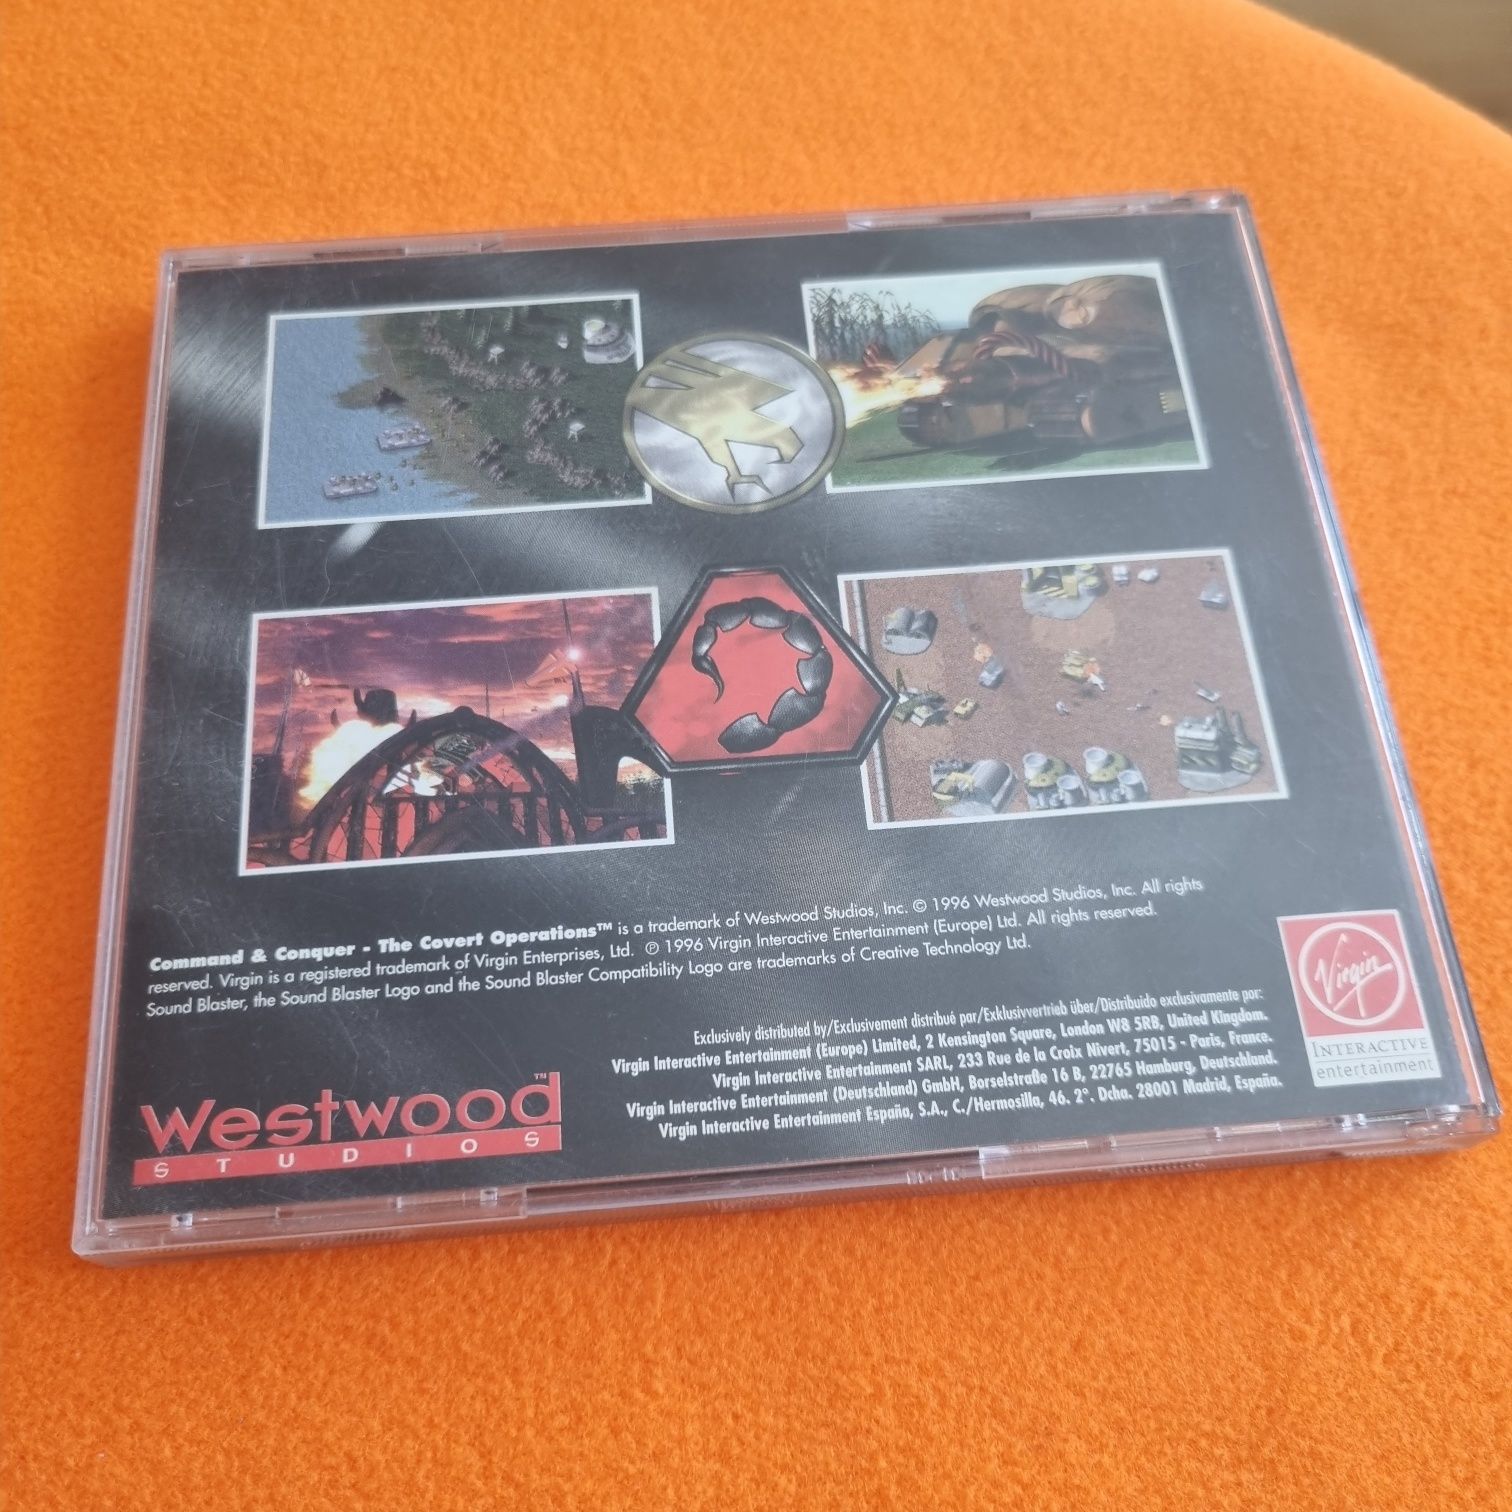 Command & Conquer - The Covert Operations™ is a trademark of Westwood Studios, Inc. © 1996 Westwood Studios, Inc. All rights
reserved. Virgin is a registered trademark of Virgin Enterprises, Ltd. ℗ 1996 Virgin Interactive Entertainment (Europe) Ltd. All rights reserved.
Sound Blaster, the Sound Blaster Logo and the Sound Blaster Compatibility Logo are trademarks of Creative Technology Ltd.
Exclusively distributed by/Exclusivement distribué par/Exklusivvertrieb über/Distribuido exclusivamente por:
Virgin Interactive Entertainment (Europe) Limited, 2 Kensington Square, London W8 5RB, United Kingdom.
Virgin Interactive Entertainment SARL, 233 Rue de la Croix Nivert, 75015 - Paris, France.
Virgin Interactive Entertainment (Deutschland) GmbH, Borselstraße 16 B, 22765 Hamburg, Deutschland.
Virgin Interactive Entertainment España, S.A., C./Hermosilla, 46. 2°. Dcha. 28001 Madrid, España.
Westwood™
STUDIOS
Virgin
INTERACTIVE
entertainment